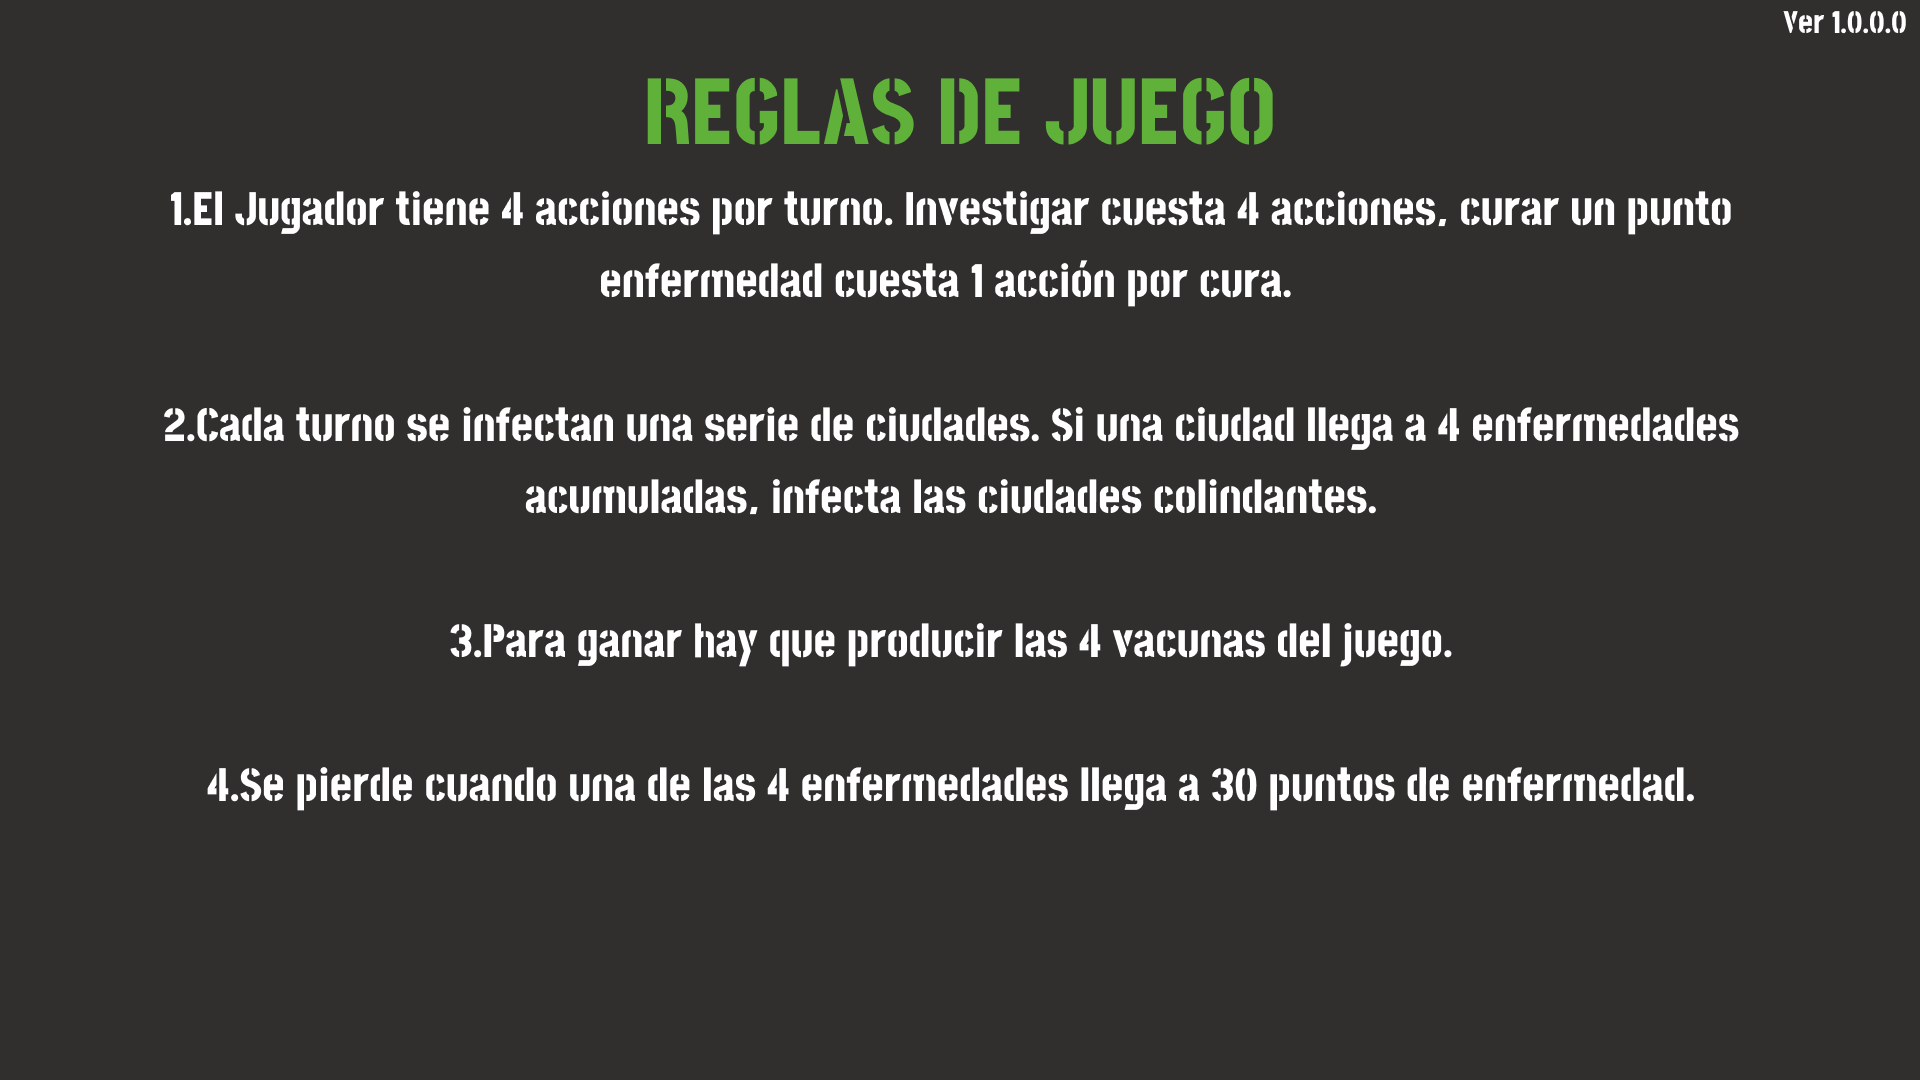 Ver 1.0.0.0
REGLAS DE JUEGO
1.El Jugador tiene 4 acciones por turno. Investigar cuesta 4 acciones, curar un punto
enfermedad cuesta 1 acción por cura.
2.Cada turno se infectan una serie de ciudades. Si una ciudad llega a 4 enfermedades
acumuladas, infecta las ciudades colindantes.
3.Para ganar hay que producir las 4 vacunas del juego.
4.Se pierde cuando una de las 4 enfermedades llega a 30 puntos de enfermedad.